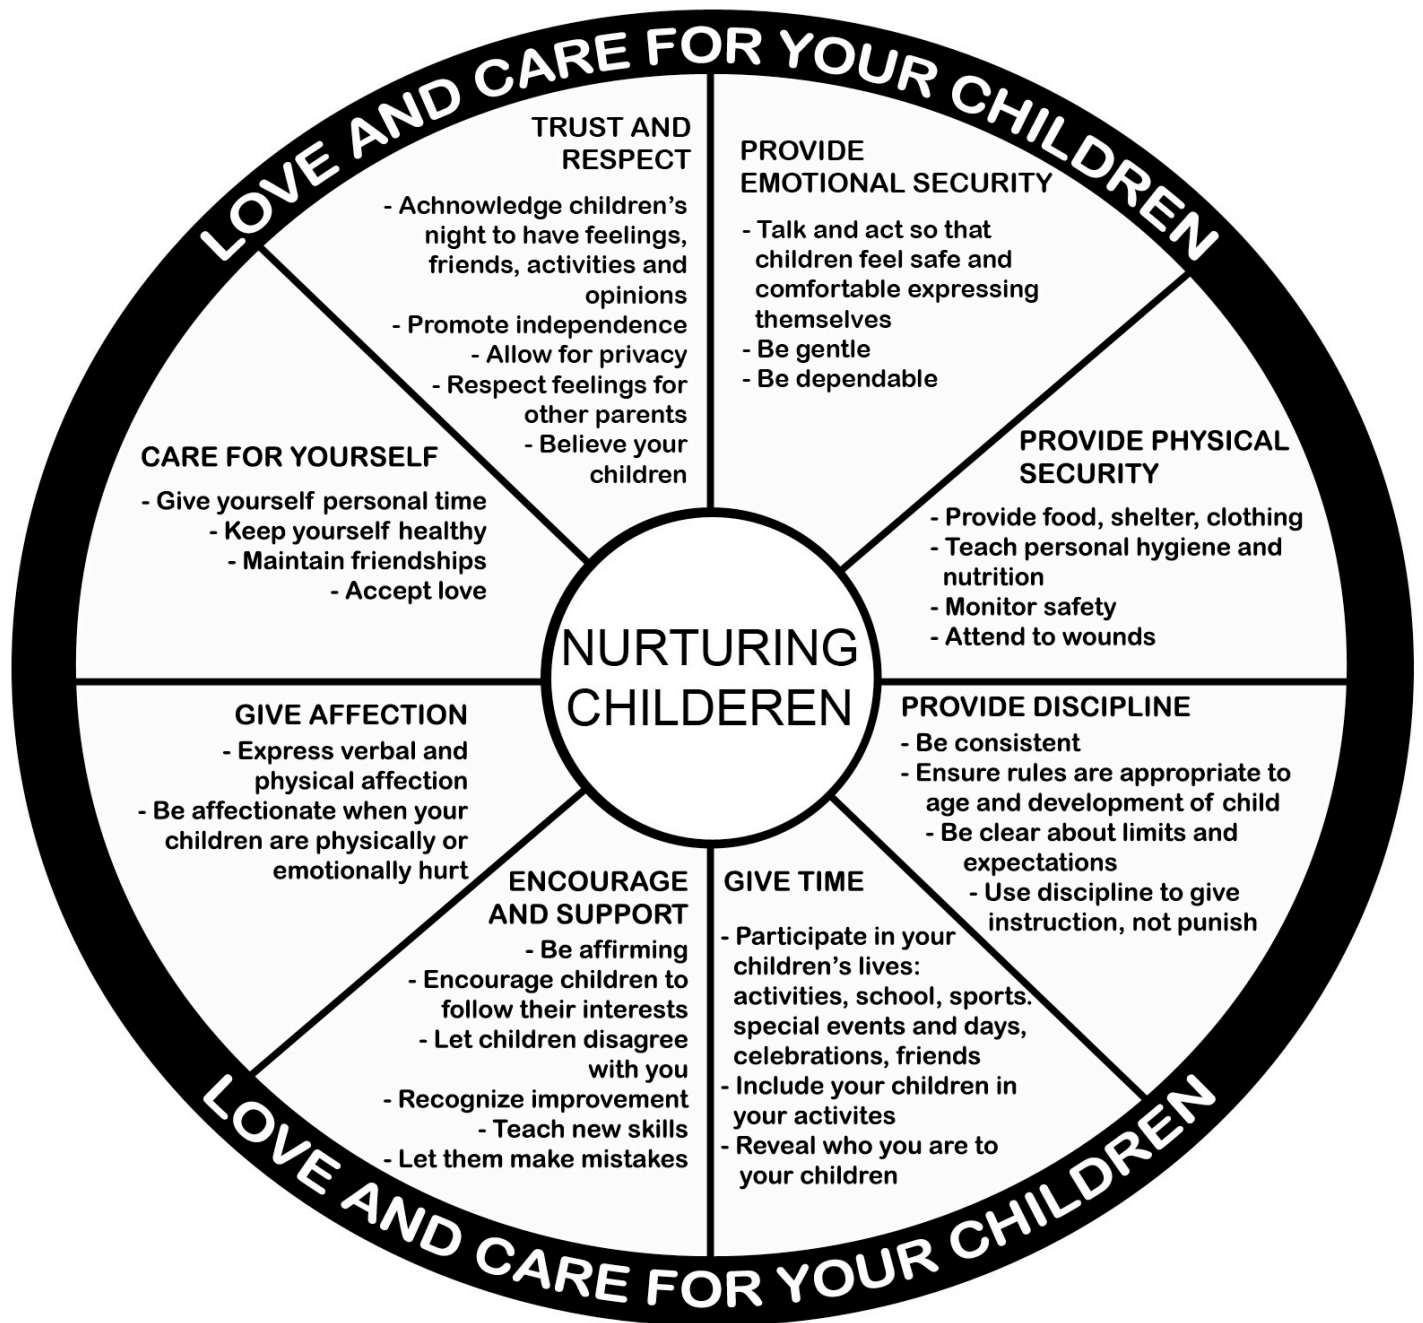 LOVE AND CARE FOR YOUR CHILDREN
TRUST AND
RESPECT
- Achnowledge children's
night to have feelings,
friends, activities and
opinions
- Promote independence
- Allow for privacy
- Respect feelings for
other parents
- Believe your
children
PROVIDE
EMOTIONAL SECURITY
- Talk and act so that
children feel safe and
comfortable expressing
themselves
- Be gentle
- Be dependable
PROVIDE PHYSICAL
SECURITY
- Provide food, shelter, clothing
- Teach personal hygiene and
nutrition
- Monitor safety
- Attend to wounds
PROVIDE DISCIPLINE
- Be consistent
- Ensure rules are appropriate to
age and development of child
- Be clear about limits and
expectations
- Use discipline to give
instruction, not punish
GIVE TIME
- Participate in your
children's lives:
activities, school, sports.
special events and days,
celebrations, friends
- Include your children in
your activites
- Reveal who you are to
your children
ENCOURAGE
AND SUPPORT
- Be affirming
- Encourage children to
follow their interests
- Let children disagree
with you
- Recognize improvement
- Teach new skills
- Let them make mistakes
GIVE AFFECTION
- Express verbal and
physical affection
- Be affectionate when your
children are physically or
emotionally hurt
CARE FOR YOURSELF
- Give yourself personal time
- Keep yourself healthy
- Maintain friendships
- Accept love
NURTURING
CHILDEREN
LOVE AND CARE FOR YOUR CHILDREN